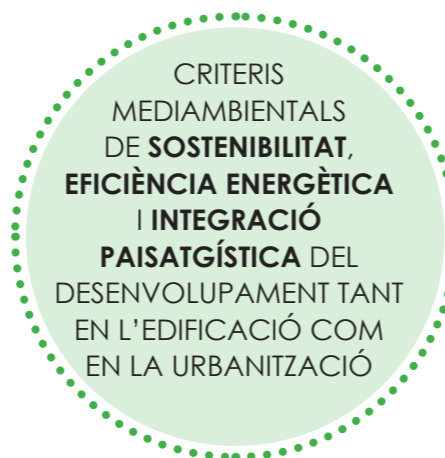 CRITERIS
MEDIAMBIENTALS
DE SOSTENIBILITAT,
EFICIÈNCIA ENERGÈTICA
I INTEGRACIÓ
PAISATGÍSTICA DEL
DESENVOLUPAMENT TANT
EN L'EDIFICACIÓ COM
EN LA URBANITZACIÓ